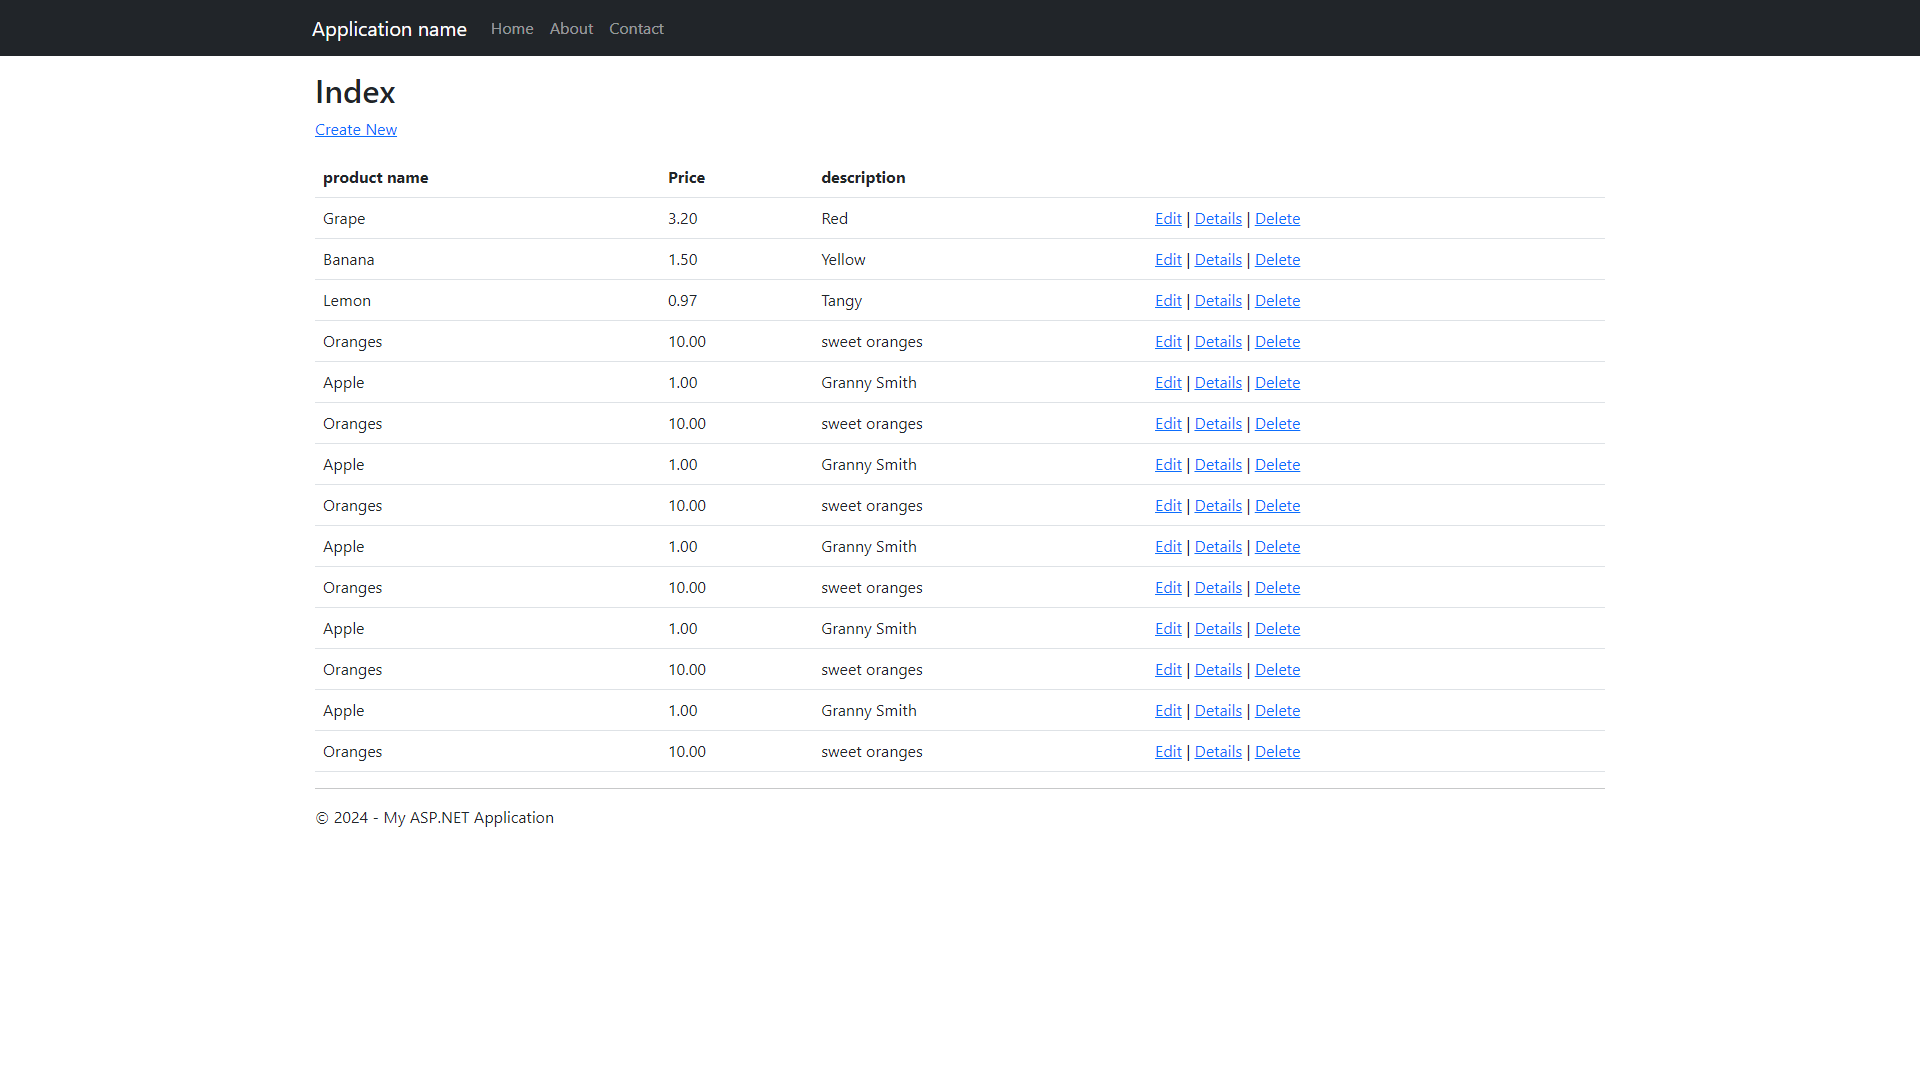 Application name Home About Contact
Index
Create New
product name Price description
Grape 3.20 Red Edit | Details | Delete
Banana 1.50 Yellow Edit | Details | Delete
Lemon 0.97 Tangy Edit | Details | Delete
Oranges 10.00 sweet oranges Edit | Details | Delete
Apple 1.00 Granny Smith Edit | Details | Delete
Oranges 10.00 sweet oranges Edit | Details | Delete
Apple 1.00 Granny Smith Edit | Details | Delete
Oranges 10.00 sweet oranges Edit | Details | Delete
Apple 1.00 Granny Smith Edit | Details | Delete
Oranges 10.00 sweet oranges Edit | Details | Delete
Apple 1.00 Granny Smith Edit | Details | Delete
Oranges 10.00 sweet oranges Edit | Details | Delete
Apple 1.00 Granny Smith Edit | Details | Delete
Oranges 10.00 sweet oranges Edit | Details | Delete
© 2024 - My ASP.NET Application